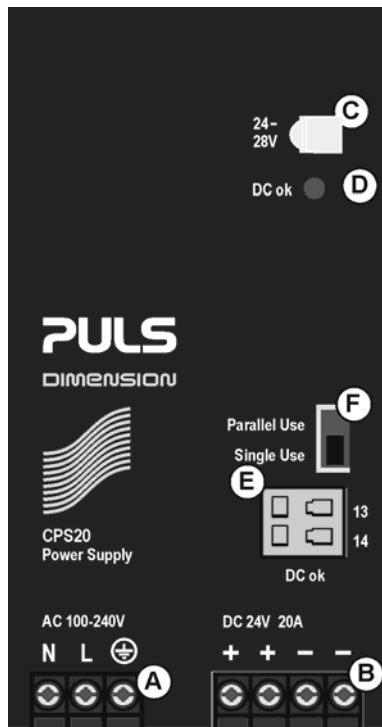 C
24–
28V
DC ok
D
PULS
DIMENSION
F
Parallel Use
Single Use
E
13
14
CPS20
Power Supply
DC ok
AC 100-240V
DC 24V 20A
N L
+ + – –
A
B